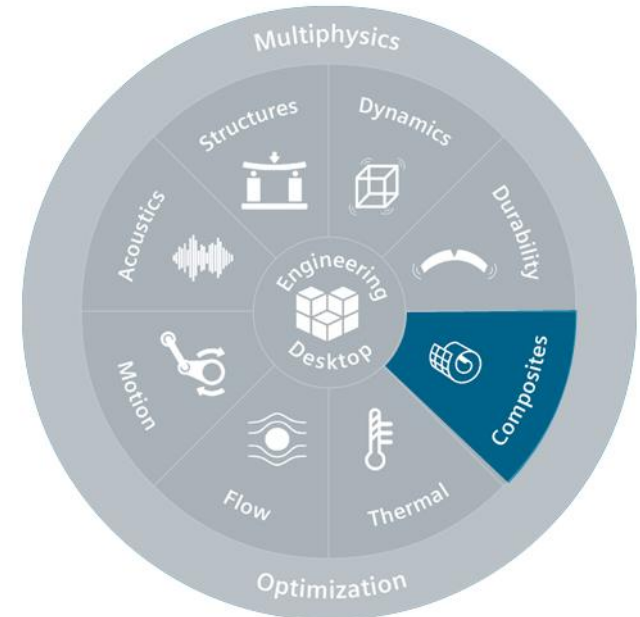 Multiphysics
Structures
Dynamics
Acoustics
Durability
Engineering
Desktop
Motion
Composites
Flow
Thermal
Optimization